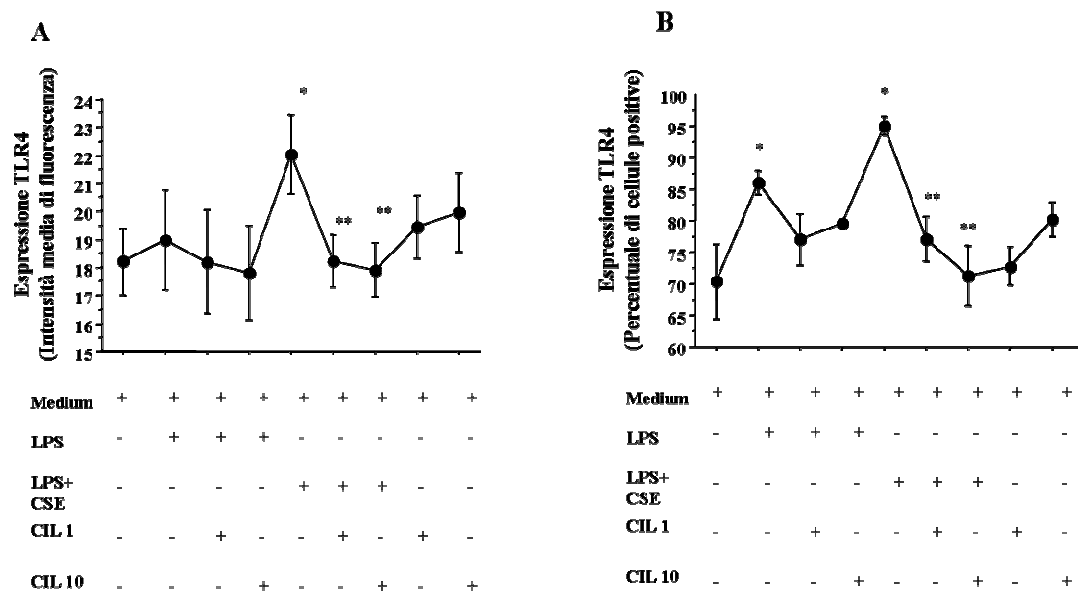 A
Espressione TLR4
(Intensità media di fluorescenza)
24
23
22
21
20
19
18
17
16
15
*
**
**
Medium + + + + + + + + +
LPS - + + + - - - - -
LPS+
CSE - - - - + + + - -
CIL 1 - - + - - + - + -
CIL 10 - - - + - - + - +
B
Espressione TLR4
(Percentuale di cellule positive)
100
95
90
85
80
75
70
65
60
*
*
**
**
Medium + + + + + + + + +
LPS - + + + - - - - -
LPS+
CSE - - - - + + + - -
CIL 1 - - + - - + - + -
CIL 10 - - - + - - + - +